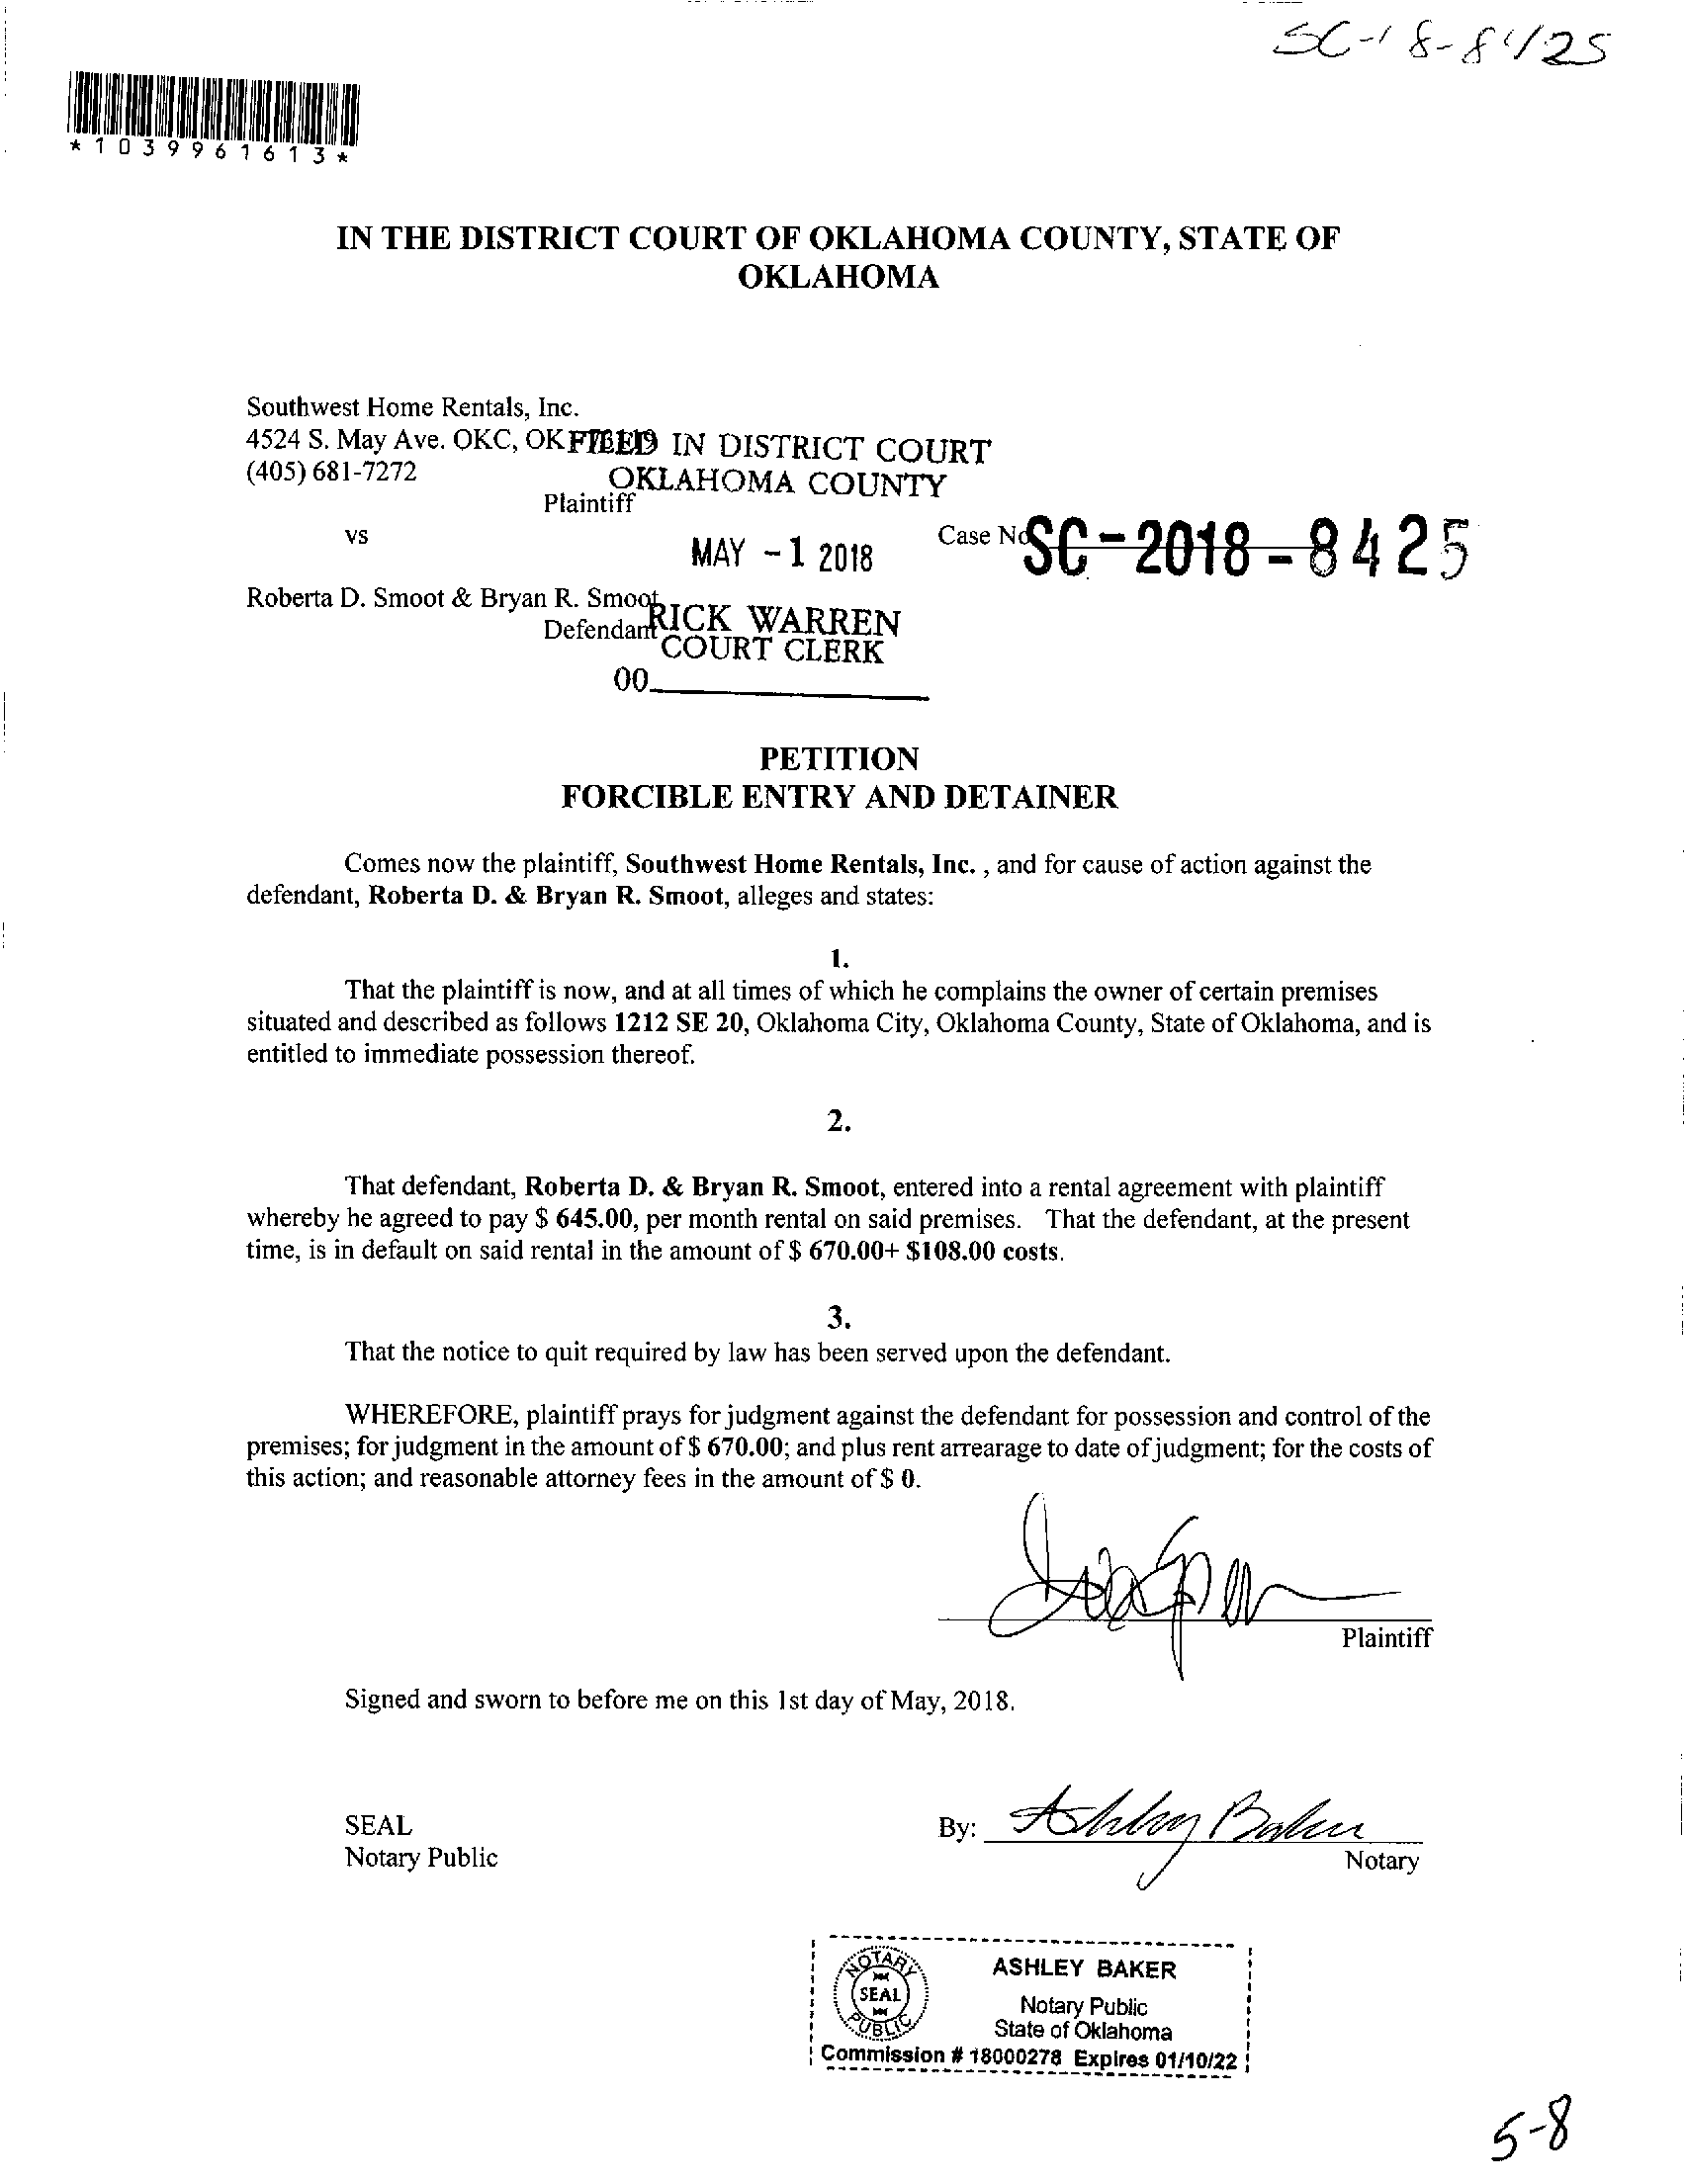 SC-18-8425
*1039961613*
IN THE DISTRICT COURT OF OKLAHOMA COUNTY, STATE OF
OKLAHOMA
Southwest Home Rentals, Inc.
4524 S. May Ave. OKC, OK
FILED IN DISTRICT COURT
(405) 681-7272
OKLAHOMA COUNTY
Plaintiff
vs
MAY -1 2018
Case No
SC-2018-8425
Roberta D. Smoot & Bryan R. Smoot
RICK WARREN
Defendant
COURT CLERK
00
PETITION
FORCIBLE ENTRY AND DETAINER
Comes now the plaintiff, Southwest Home Rentals, Inc. , and for cause of action against the
defendant, Roberta D. & Bryan R. Smoot, alleges and states:
1.
That the plaintiff is now, and at all times of which he complains the owner of certain premises
situated and described as follows 1212 SE 20, Oklahoma City, Oklahoma County, State of Oklahoma, and is
entitled to immediate possession thereof.
2.
That defendant, Roberta D. & Bryan R. Smoot, entered into a rental agreement with plaintiff
whereby he agreed to pay $ 645.00, per month rental on said premises. That the defendant, at the present
time, is in default on said rental in the amount of $ 670.00+ $108.00 costs.
3.
That the notice to quit required by law has been served upon the defendant.
WHEREFORE, plaintiff prays for judgment against the defendant for possession and control of the
premises; for judgment in the amount of $ 670.00; and plus rent arrearage to date of judgment; for the costs of
this action; and reasonable attorney fees in the amount of $ 0.
Plaintiff
Signed and sworn to before me on this 1st day of May, 2018.
SEAL
By: Ashley Baker
Notary Public
Notary
NOTARY
SEAL
PUBLIC
ASHLEY BAKER
Notary Public
State of Oklahoma
Commission # 18000278 Expires 01/10/22
5-8